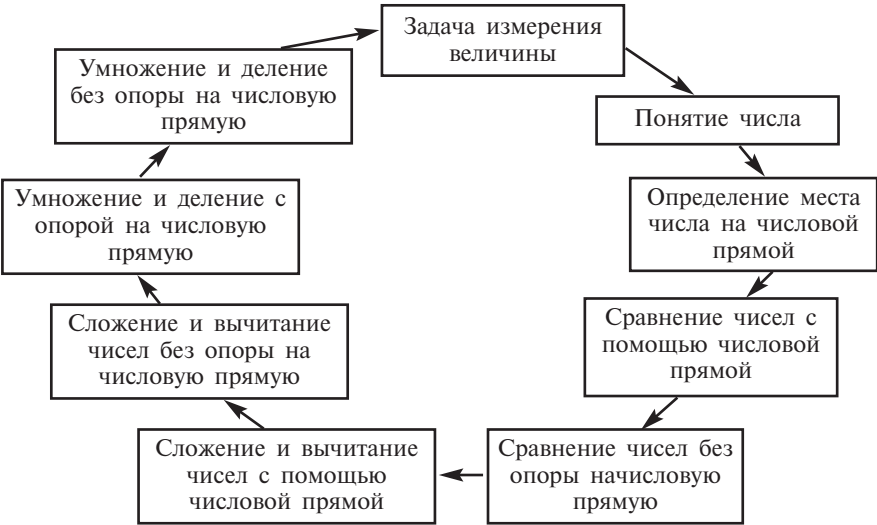 Задача измерения
величины
Понятие числа
Определение места
числа на числовой
прямой
Сравнение чисел с
помощью числовой
прямой
Сравнение чисел без
опоры начисловую
прямую
Сложение и вычитание
чисел с помощью
числовой прямой
Сложение и вычитание
чисел без опоры на
числовую прямую
Умножение и деление с
опорой на числовую
прямую
Умножение и деление
без опоры на числовую
прямую